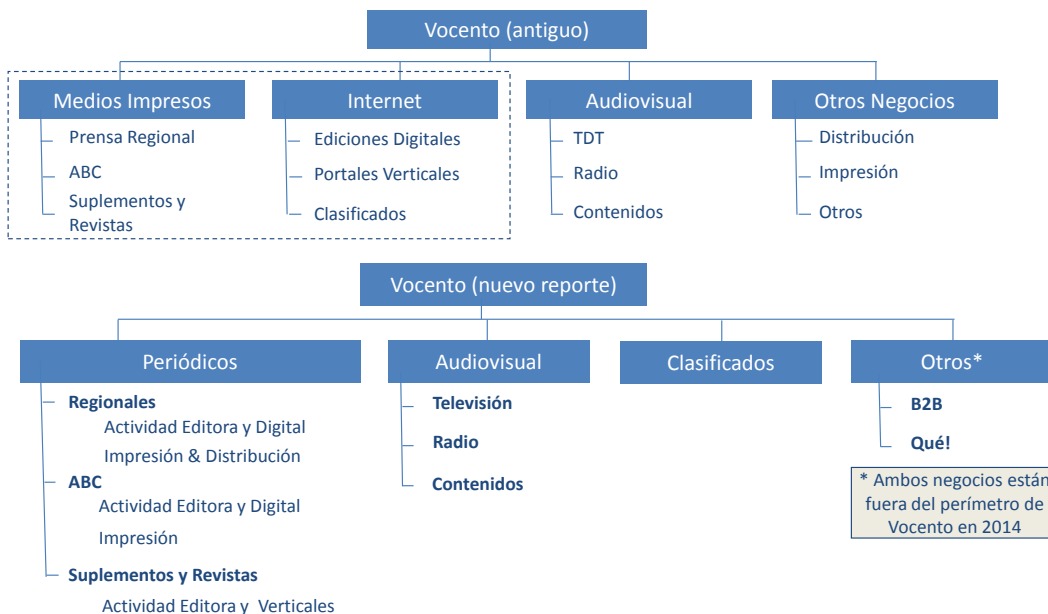 Vocento (antiguo)
Medios Impresos
Prensa Regional
ABC
Suplementos y
Revistas
Internet
Ediciones Digitales
Portales Verticales
Clasificados
Audiovisual
TDT
Radio
Contenidos
Otros Negocios
Distribución
Impresión
Otros
Vocento (nuevo reporte)
Periódicos
Regionales
Actividad Editora y Digital
Impresión & Distribución
ABC
Actividad Editora y Digital
Impresión
Suplementos y Revistas
Actividad Editora y Verticales
Audiovisual
Televisión
Radio
Contenidos
Clasificados
Otros*
B2B
Qué!
* Ambos negocios están
fuera del perímetro de
Vocento en 2014